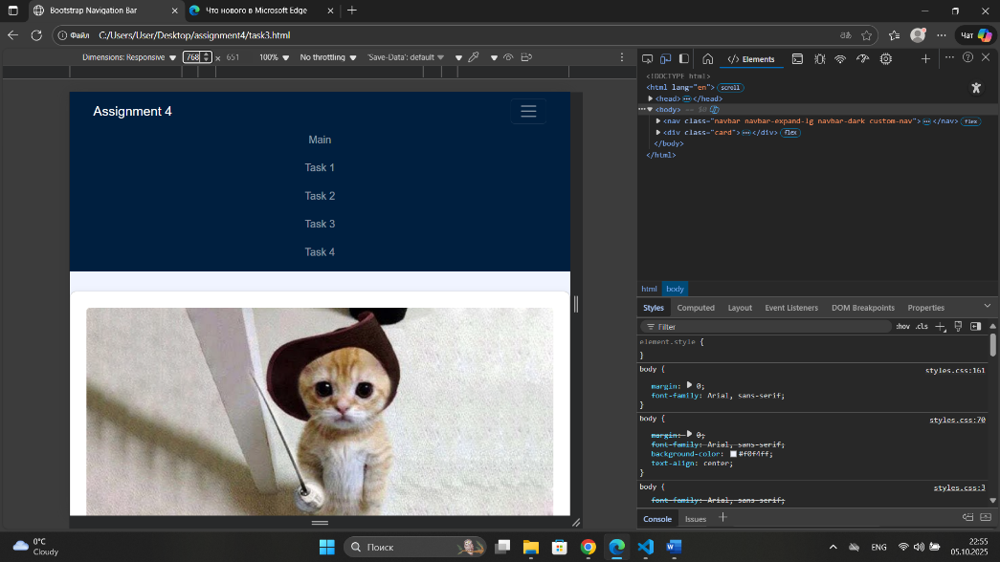 Bootstrap Navigation Bar
Что нового в Microsoft Edge
Файл
C:/Users/User/Desktop/assignment4/task3.html
Чат
Dimensions: Responsive
768
×
651
100%
No throttling
'Save-Data': default
Elements
Assignment 4
Main
Task 1
Task 2
Task 3
Task 4
<!DOCTYPE html>
<html lang="en"> scroll
<head> </head>
<body> == $0
<nav class="navbar navbar-expand-lg navbar-dark custom-nav"> </nav> flex
<div class="card"> </div> flex
</body>
</html>
html body
Styles Computed Layout Event Listeners DOM Breakpoints Properties
Filter :hov .cls
element.style {
}
body { styles.css:161
margin: 0;
font-family: Arial, sans-serif;
}
body { styles.css:70
margin: 0;
font-family: Arial, sans-serif;
background-color: #f0f4ff;
text-align: center;
}
body { styles.css:3
font-family: Arial, sans-serif;
Console Issues
0°C
Cloudy
Поиск
ENG
22:55
05.10.2025